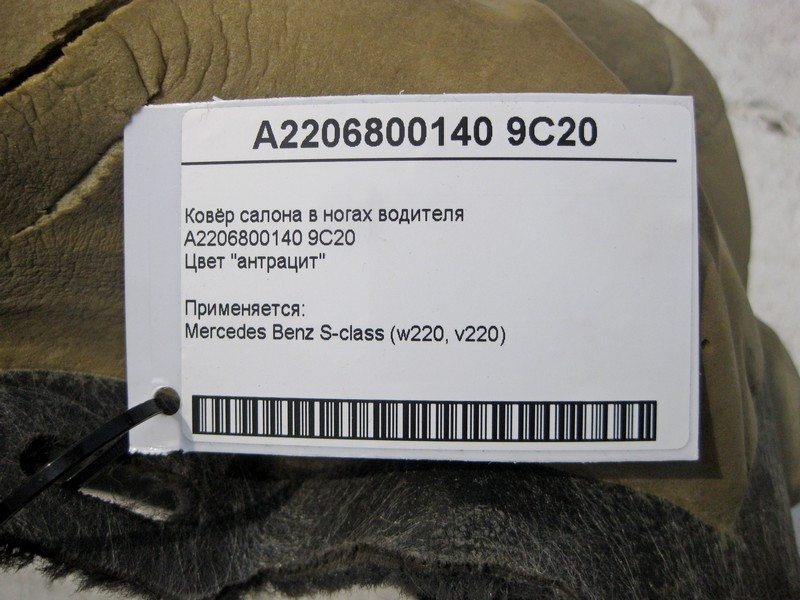 A2206800140 9C20
Ковёр салона в ногах водителя
A2206800140 9C20
Цвет "антрацит"
Применяется:
Mercedes Benz S-class (w220, v220)